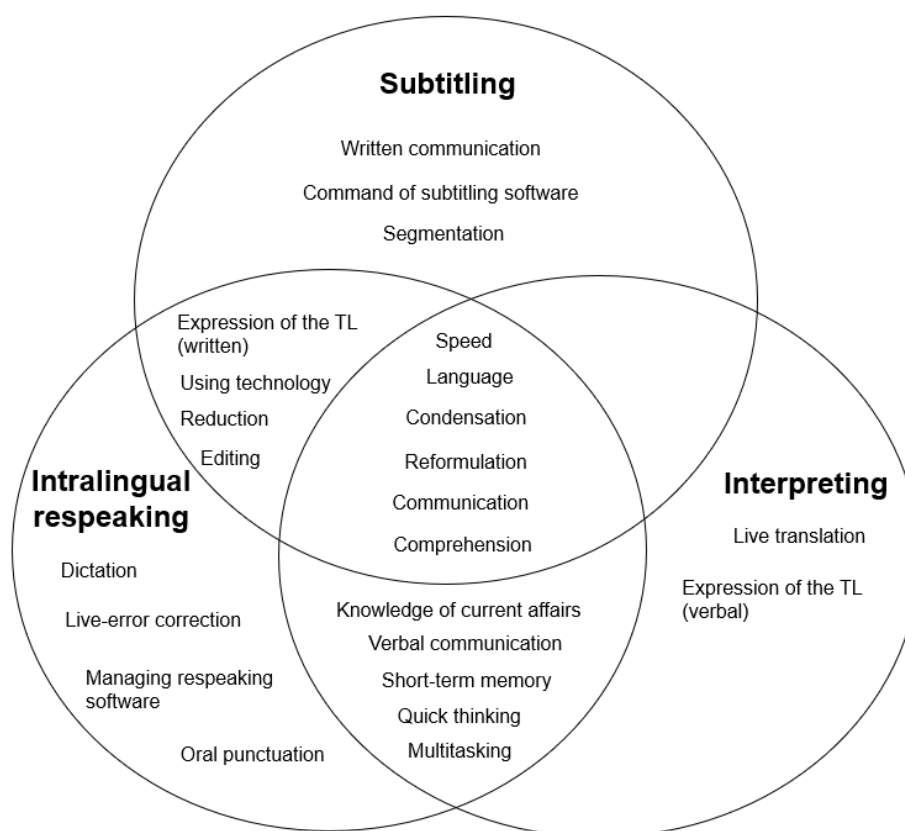 Subtitling
Written communication
Command of subtitling software
Segmentation
Expression of the TL
(written)
Using technology
Reduction
Editing
Speed
Language
Condensation
Reformulation
Communication
Comprehension
Intralingual
respeaking
Dictation
Live-error correction
Managing respeaking
software
Oral punctuation
Knowledge of current affairs
Verbal communication
Short-term memory
Quick thinking
Multitasking
Interpreting
Live translation
Expression of the TL
(verbal)